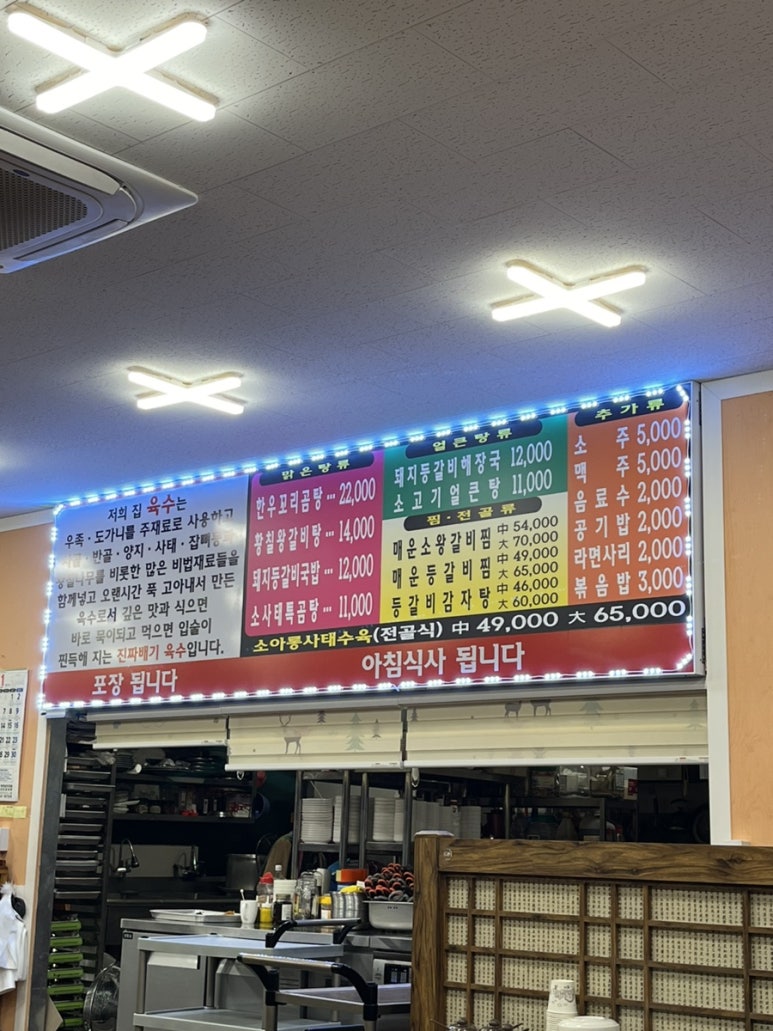 저희 집 육수는
우족·도가니를 주재료로 사용하고
사골·반골·양지·사태·잡뼈등과
황칠나무를 비롯한 많은 비법재료들을
함께넣고 오랜시간 푹 고아내서 만든
육수로서 깊은 맛과 식으면
바로 묵이되고 먹으면 입술이
찐득해 지는 진짜배기 육수입니다.
포장 됩니다
맑은탕류
한우꼬리곰탕 ··· 22,000
황칠왕갈비탕 ··· 14,000
돼지등갈비국밥 ··· 12,000
소사태특곰탕 ··· 11,000
얼큰탕류
돼지등갈비해장국 12,000
소고기얼큰탕 11,000
찜·전골류
매운소왕갈비찜 中 54,000
大 70,000
매운등갈비찜 中 49,000
大 65,000
등갈비감자탕 中 46,000
大 60,000
추가류
소 주 5,000
맥 주 5,000
음료수 2,000
공기밥 2,000
라면사리 2,000
볶음밥 3,000
소아롱사태수육(전골식) 中 49,000 大 65,000
아침식사 됩니다